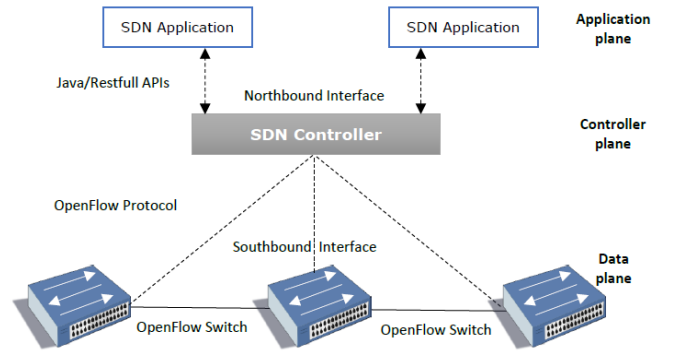 SDN Application
SDN Application
Application
plane
Java/Restfull APIs
Northbound Interface
SDN Controller
Controller
plane
OpenFlow Protocol
Southbound Interface
Data
plane
OpenFlow Switch
OpenFlow Switch